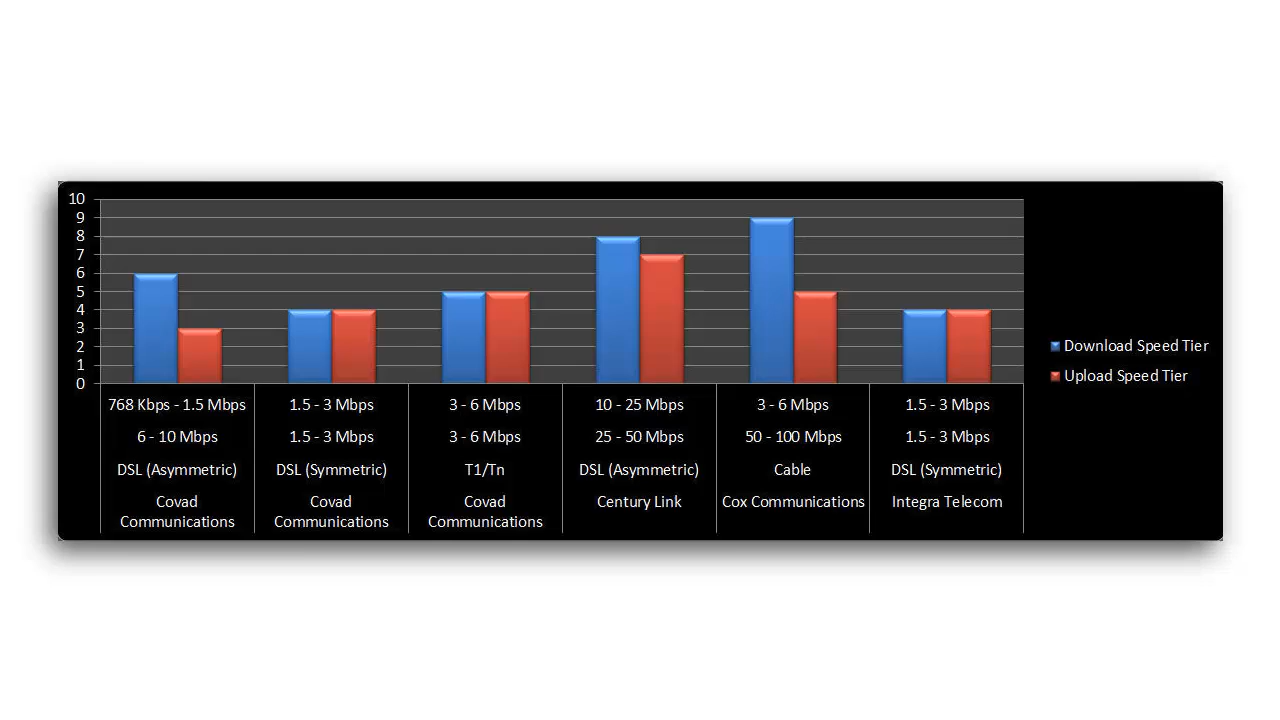 10
9
8
7
6
5
4
3
2
1
0
Download Speed Tier
Upload Speed Tier
768 Kbps - 1.5 Mbps 1.5 - 3 Mbps 3 - 6 Mbps 10 - 25 Mbps 3 - 6 Mbps 1.5 - 3 Mbps
6 - 10 Mbps 1.5 - 3 Mbps 3 - 6 Mbps 25 - 50 Mbps 50 - 100 Mbps 1.5 - 3 Mbps
DSL (Asymmetric) DSL (Symmetric) T1/Tn DSL (Asymmetric) Cable DSL (Symmetric)
Covad Covad Covad Century Link Cox Communications Integra Telecom
Communications Communications Communications